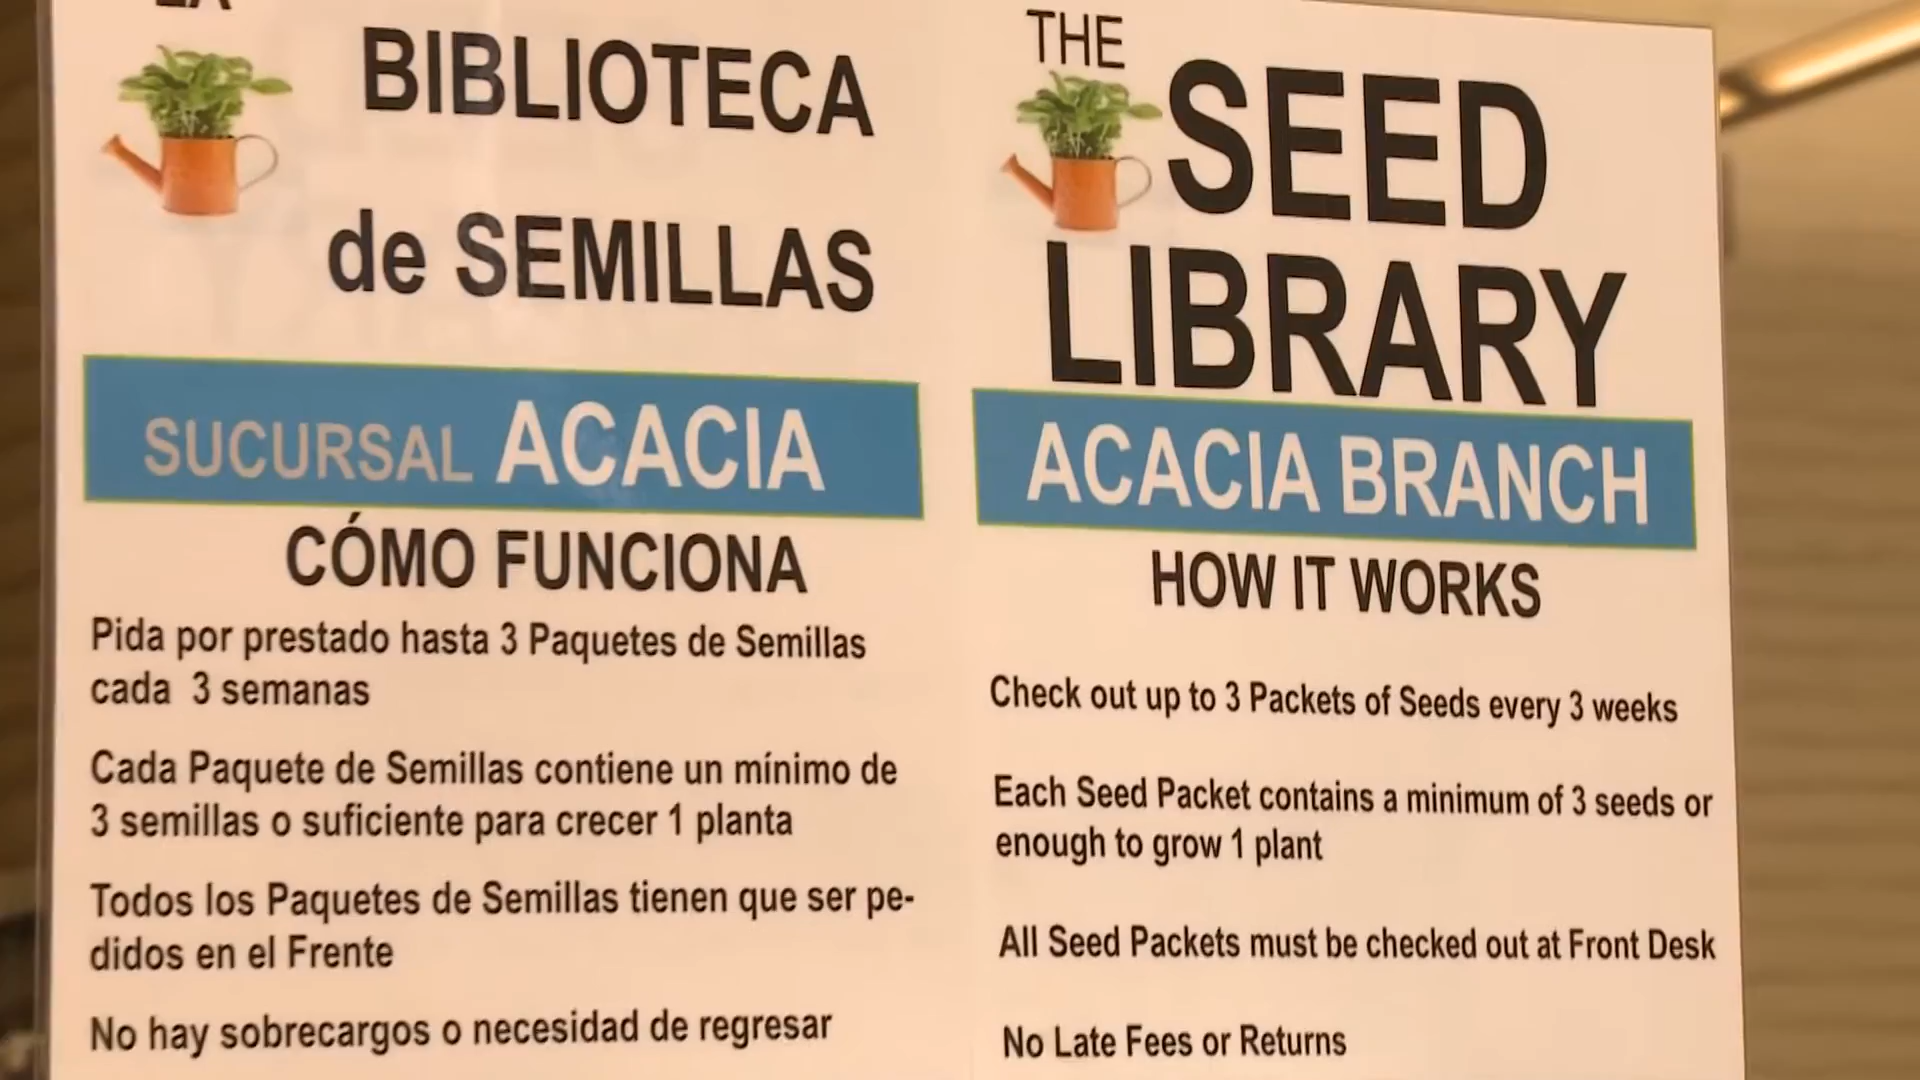 LA
BIBLIOTECA
de SEMILLAS
SUCURSAL ACACIA
CÓMO FUNCIONA
Pida por prestado hasta 3 Paquetes de Semillas
cada 3 semanas
Cada Paquete de Semillas contiene un mínimo de
3 semillas o suficiente para crecer 1 planta
Todos los Paquetes de Semillas tienen que ser pe-
didos en el Frente
No hay sobrecargos o necesidad de regresar
THE
SEED
LIBRARY
ACACIA BRANCH
HOW IT WORKS
Check out up to 3 Packets of Seeds every 3 weeks
Each Seed Packet contains a minimum of 3 seeds or
enough to grow 1 plant
All Seed Packets must be checked out at Front Desk
No Late Fees or Returns